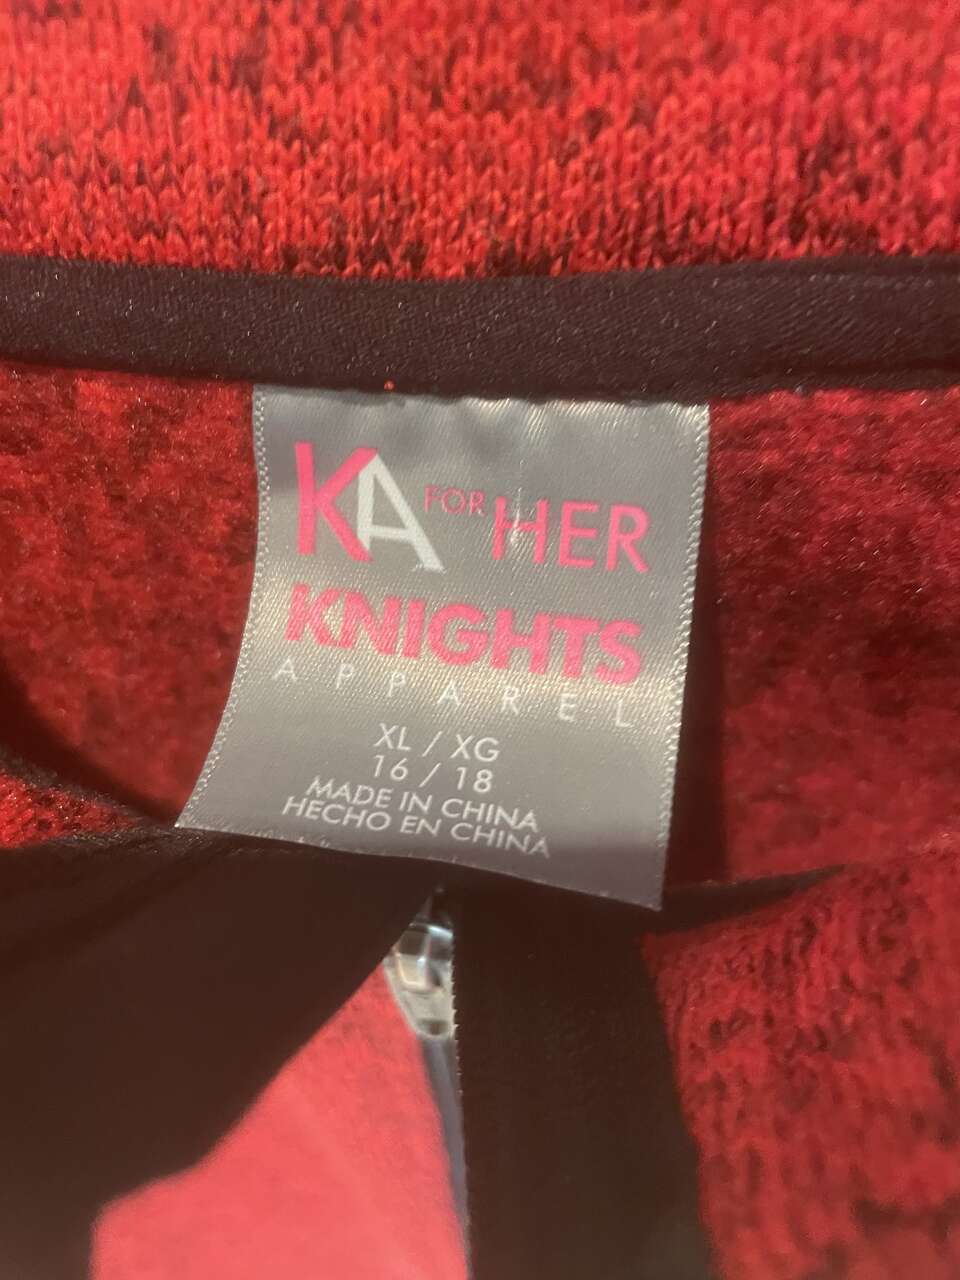 KA FOR HER
KNIGHTS
APPAREL
XL / XG
16 / 18
MADE IN CHINA
HECHO EN CHINA